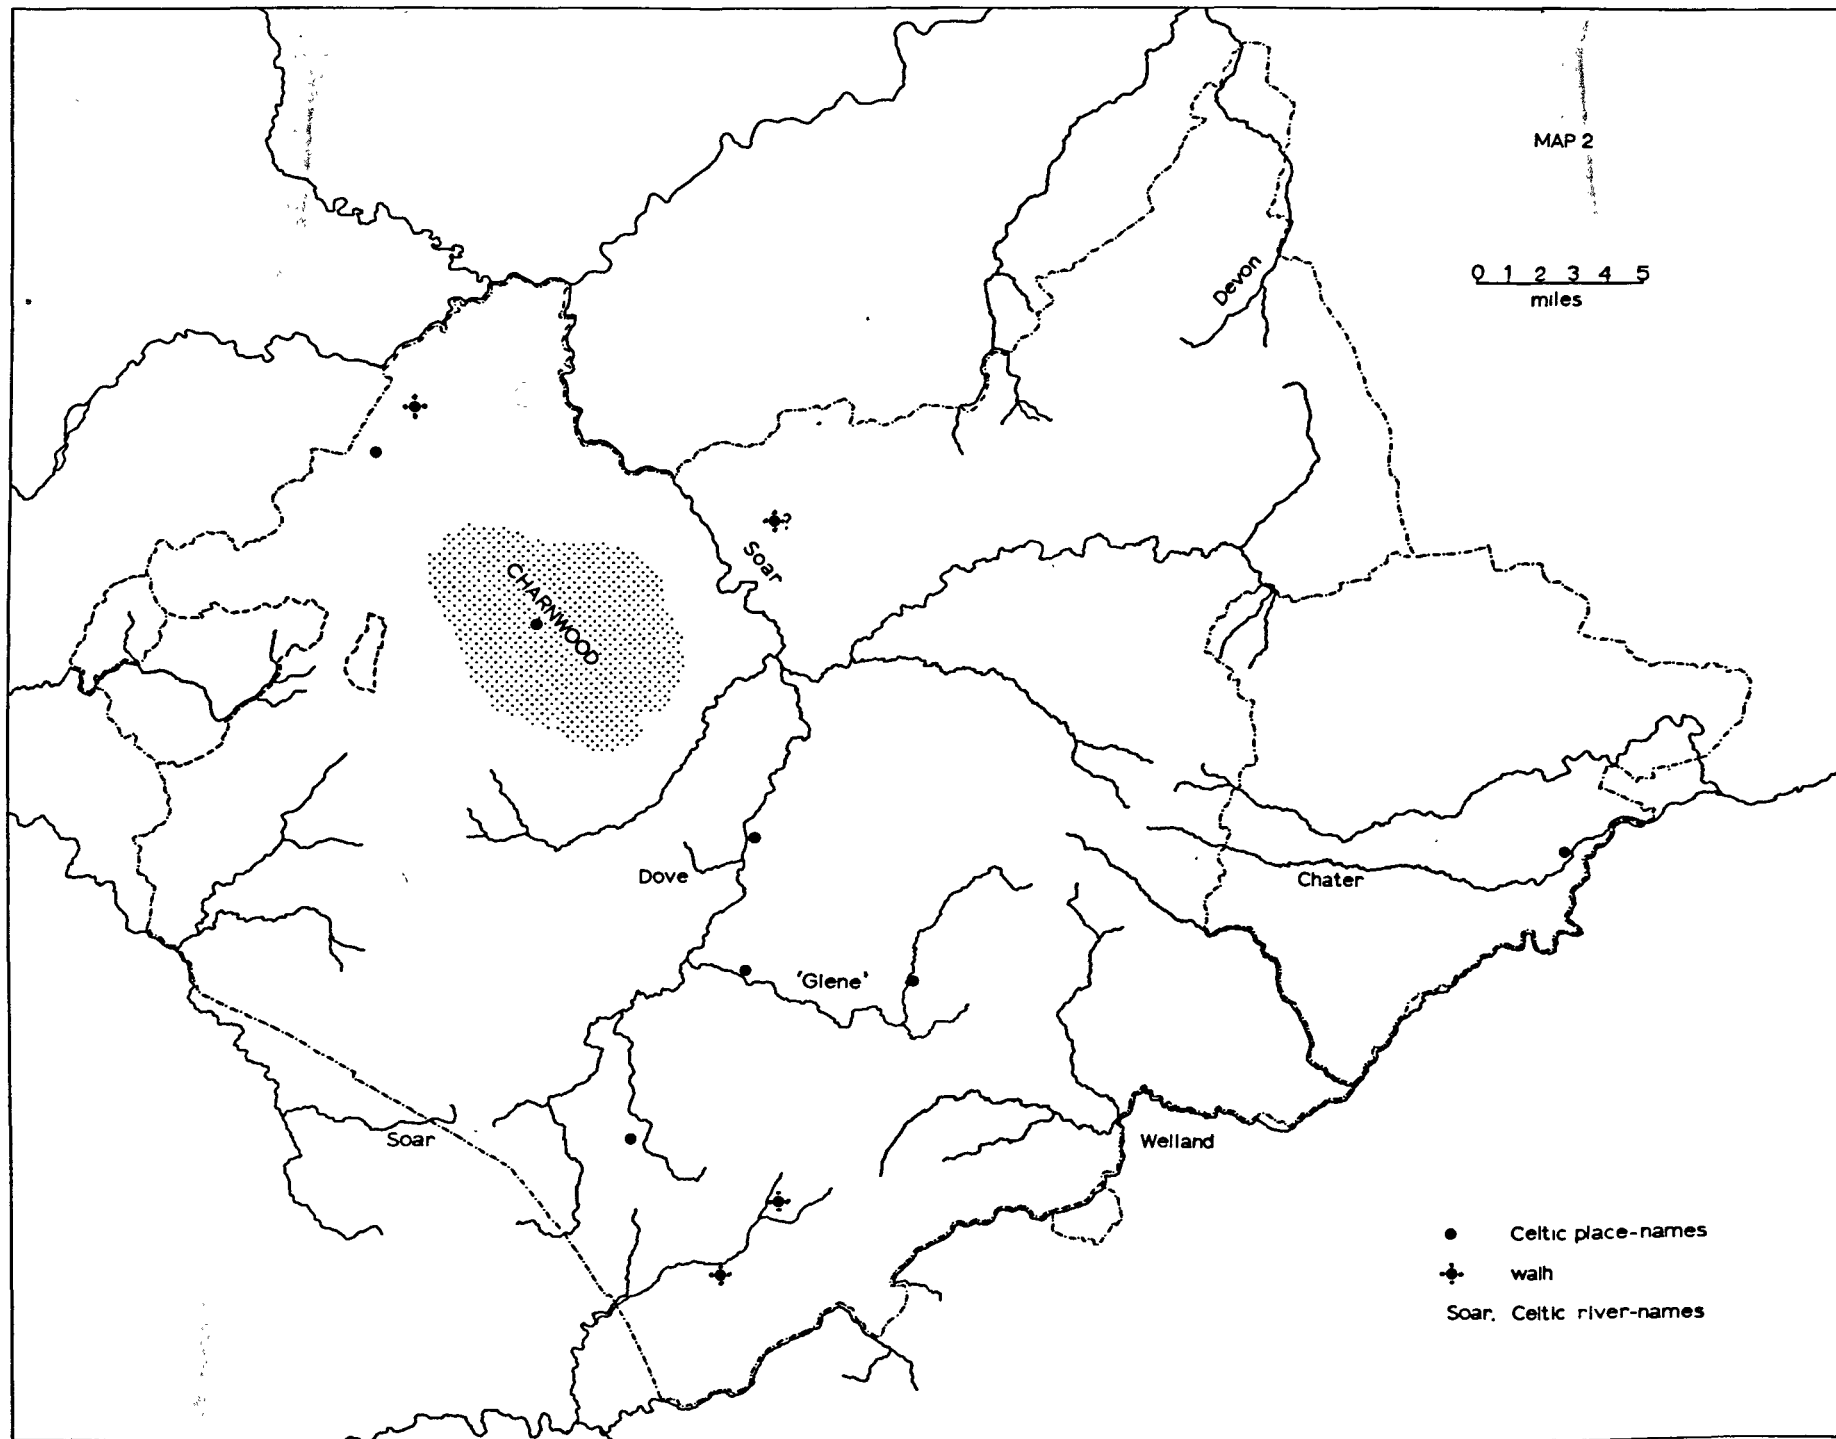 MAP 2
Devon
0 1 2 3 4 5
miles
?
Soar
CHARNWOOD
Dove
Chater
'Glene'
Soar
Welland
Celtic place-names
walh
Soar. Celtic river-names